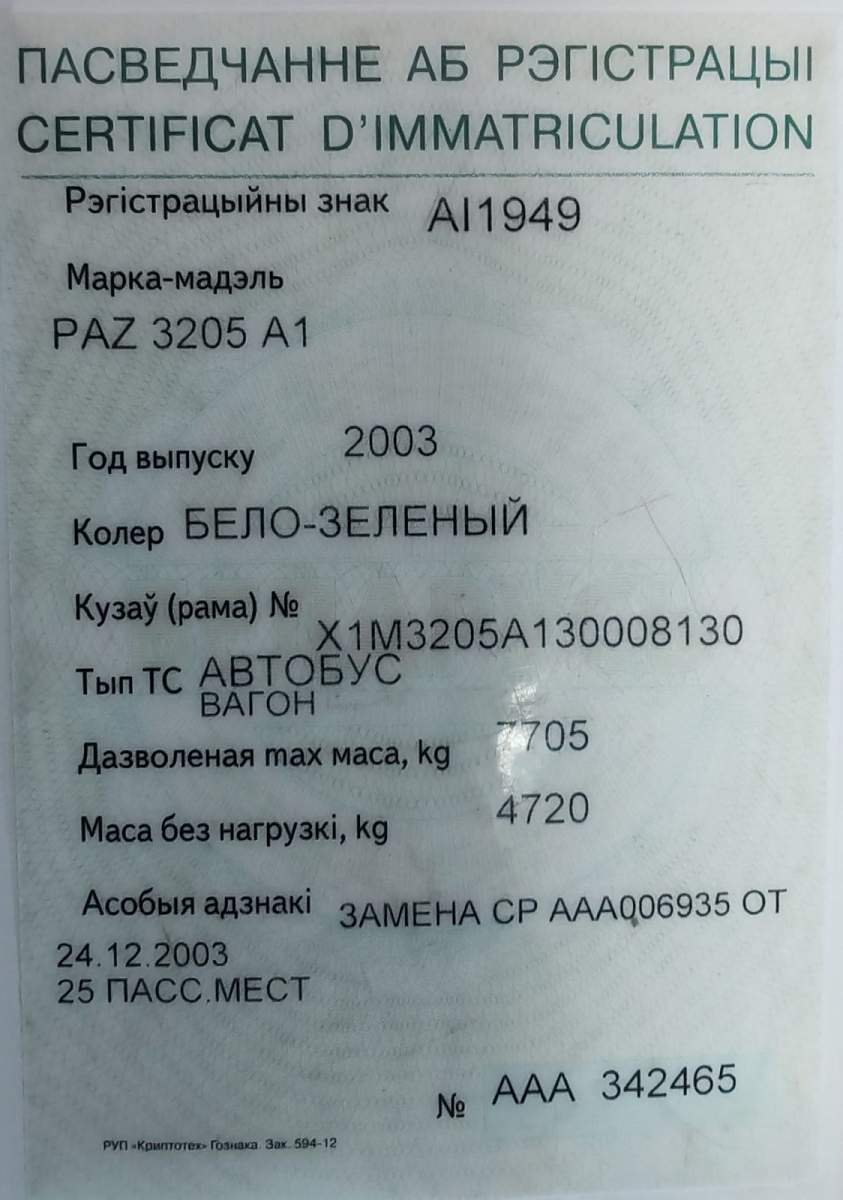 ПАСВЕДЧАННЕ АБ РЭГІСТРАЦЫІ
CERTIFICAT D'IMMATRICULATION
Рэгістрацыйны знак AI1949
Марка-мадэль
PAZ 3205 A1
Год выпуску 2003
Колер БЕЛО-ЗЕЛЕНЫЙ
Кузаў (рама) № X1M3205A130008130
Тып ТС АВТОБУС
ВАГОН
Дазволеная max маса, kg 7705
Маса без нагрузкі, kg 4720
Асобыя адзнакі ЗАМЕНА СР ААА006935 ОТ
24.12.2003
25 ПАСС.МЕСТ
№ ААА 342465
РУП «Криптотех» Гознака. Зак. 594-12